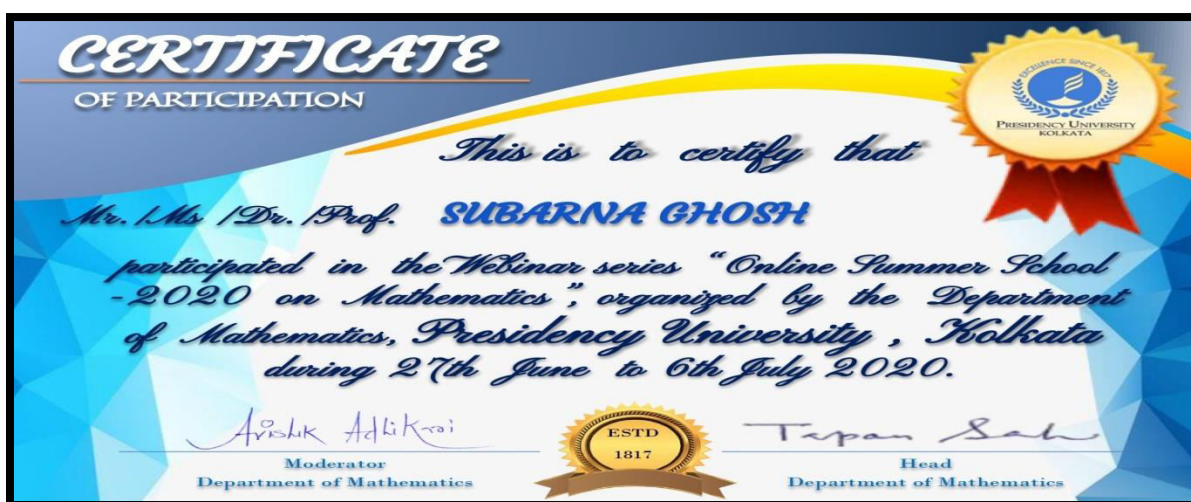 CERTIFICATE
OF PARTICIPATION
EXCELLENCE SINCE 1817
PRESIDENCY UNIVERSITY
KOLKATA
This is to certify that
Mr. /Ms /Dr. /Prof. SUBARNA GHOSH
participated in the Webinar series "Online Summer School
-2020 on Mathematics", organized by the Department
of Mathematics, Presidency University , Kolkata
during 27th June to 6th July 2020.
Avishek Adhikari
Tapan Sah
ESTD
1817
Moderator
Department of Mathematics
Head
Department of Mathematics